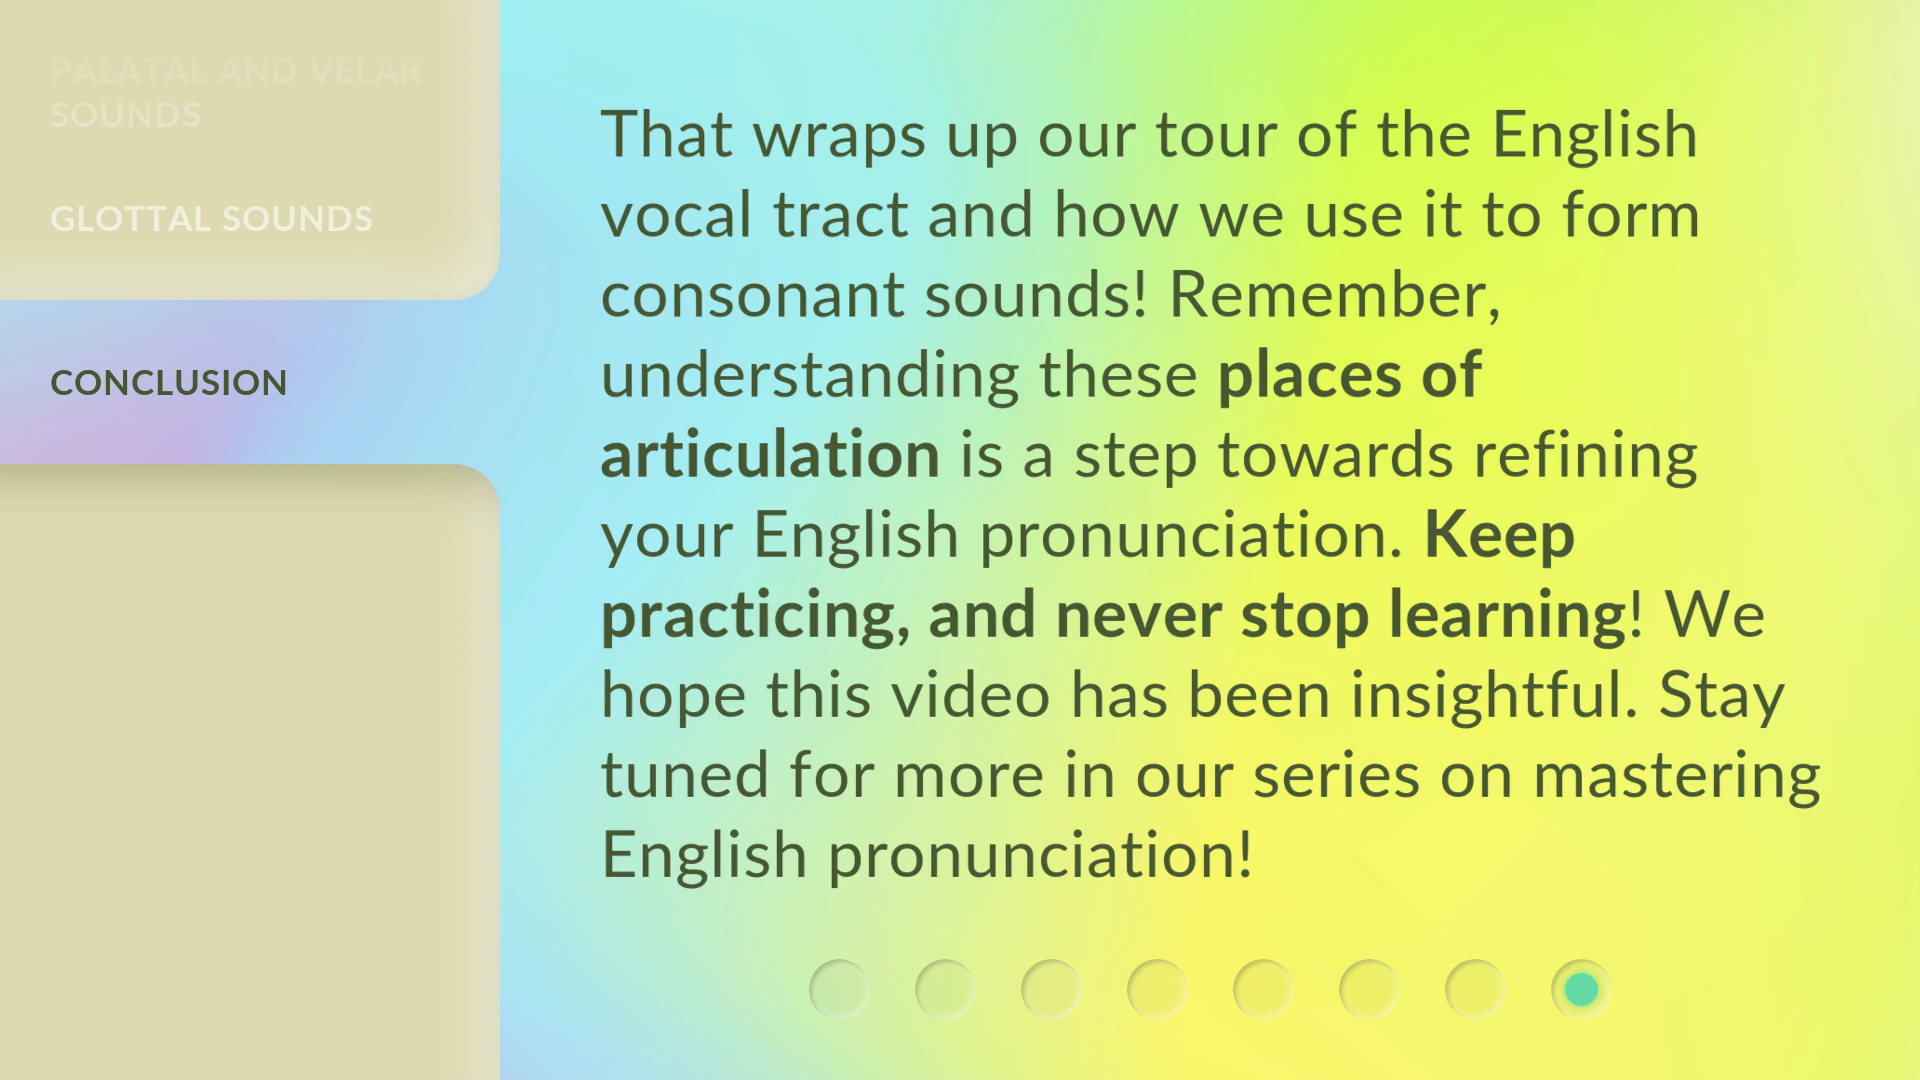 PALATAL AND VELAR
SOUNDS
GLOTTAL SOUNDS
CONCLUSION
That wraps up our tour of the English
vocal tract and how we use it to form
consonant sounds! Remember,
understanding these places of
articulation is a step towards refining
your English pronunciation. Keep
practicing, and never stop learning! We
hope this video has been insightful. Stay
tuned for more in our series on mastering
English pronunciation!